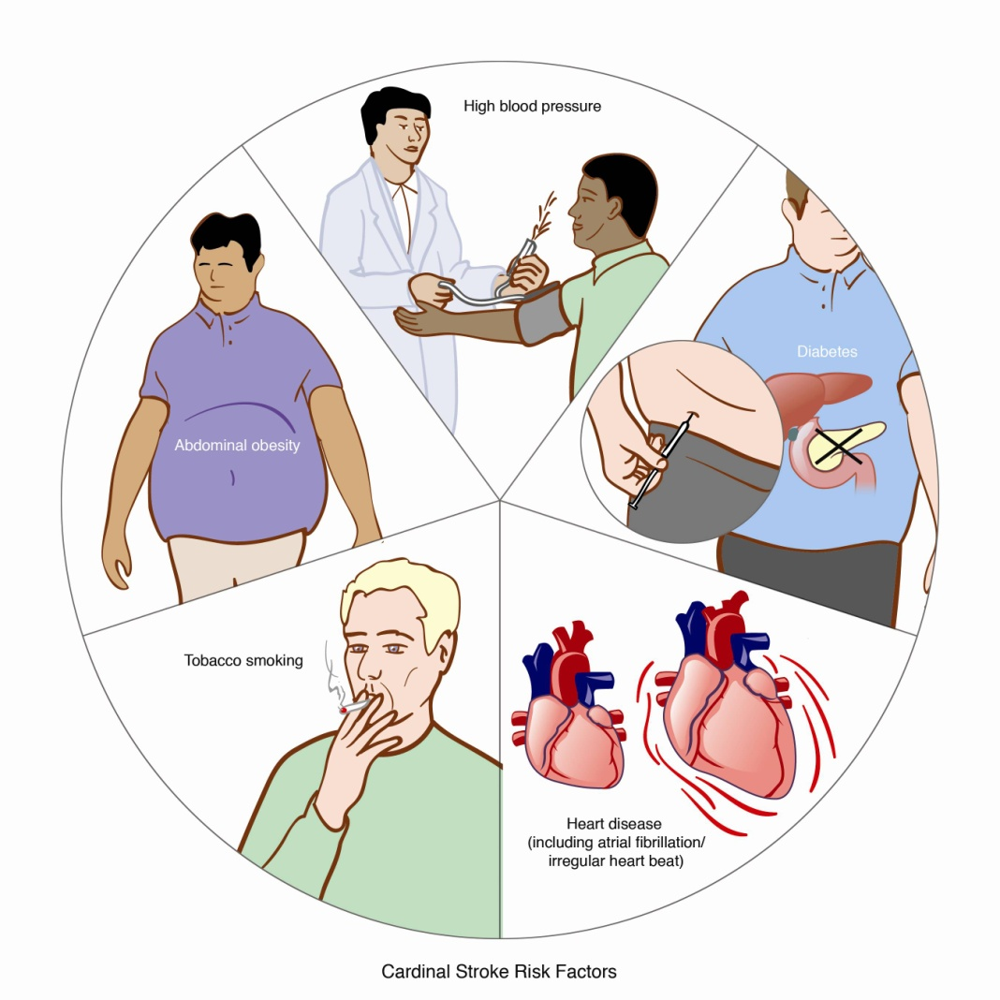 High blood pressure
Diabetes
Abdominal obesity
Tobacco smoking
Heart disease
(including atrial fibrillation/
irregular heart beat)
Cardinal Stroke Risk Factors